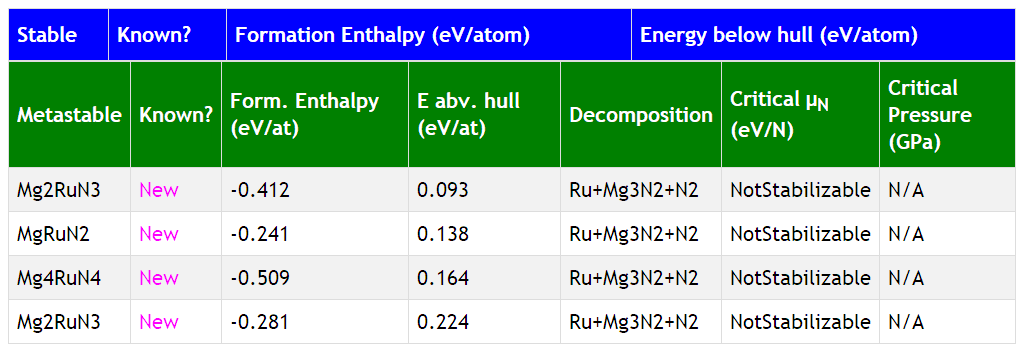 Stable Known? Formation Enthalpy (eV/atom) Energy below hull (eV/atom)
Metastable Known? Form. Enthalpy (eV/at) E abv. hull (eV/at) Decomposition Critical μN (eV/N) Critical Pressure (GPa)
Mg2RuN3 New -0.412 0.093 Ru+Mg3N2+N2 NotStabilizable N/A
MgRuN2 New -0.241 0.138 Ru+Mg3N2+N2 NotStabilizable N/A
Mg4RuN4 New -0.509 0.164 Ru+Mg3N2+N2 NotStabilizable N/A
Mg2RuN3 New -0.281 0.224 Ru+Mg3N2+N2 NotStabilizable N/A